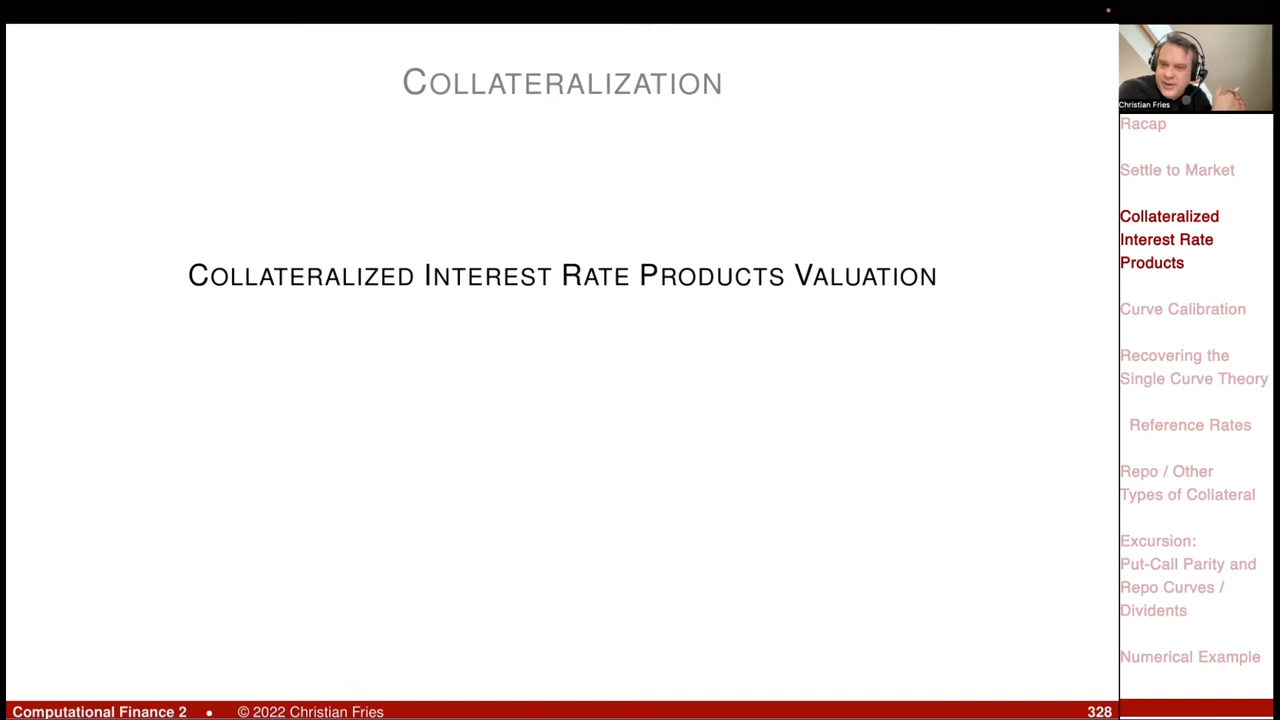 COLLATERALIZATION
COLLATERALIZED INTEREST RATE PRODUCTS VALUATION
Christian Fries
Racap
Settle to Market
Collateralized
Interest Rate
Products
Curve Calibration
Recovering the
Single Curve Theory
Reference Rates
Repo / Other
Types of Collateral
Excursion:
Put-Call Parity and
Repo Curves /
Dividents
Numerical Example
Computational Finance 2 • © 2022 Christian Fries 328